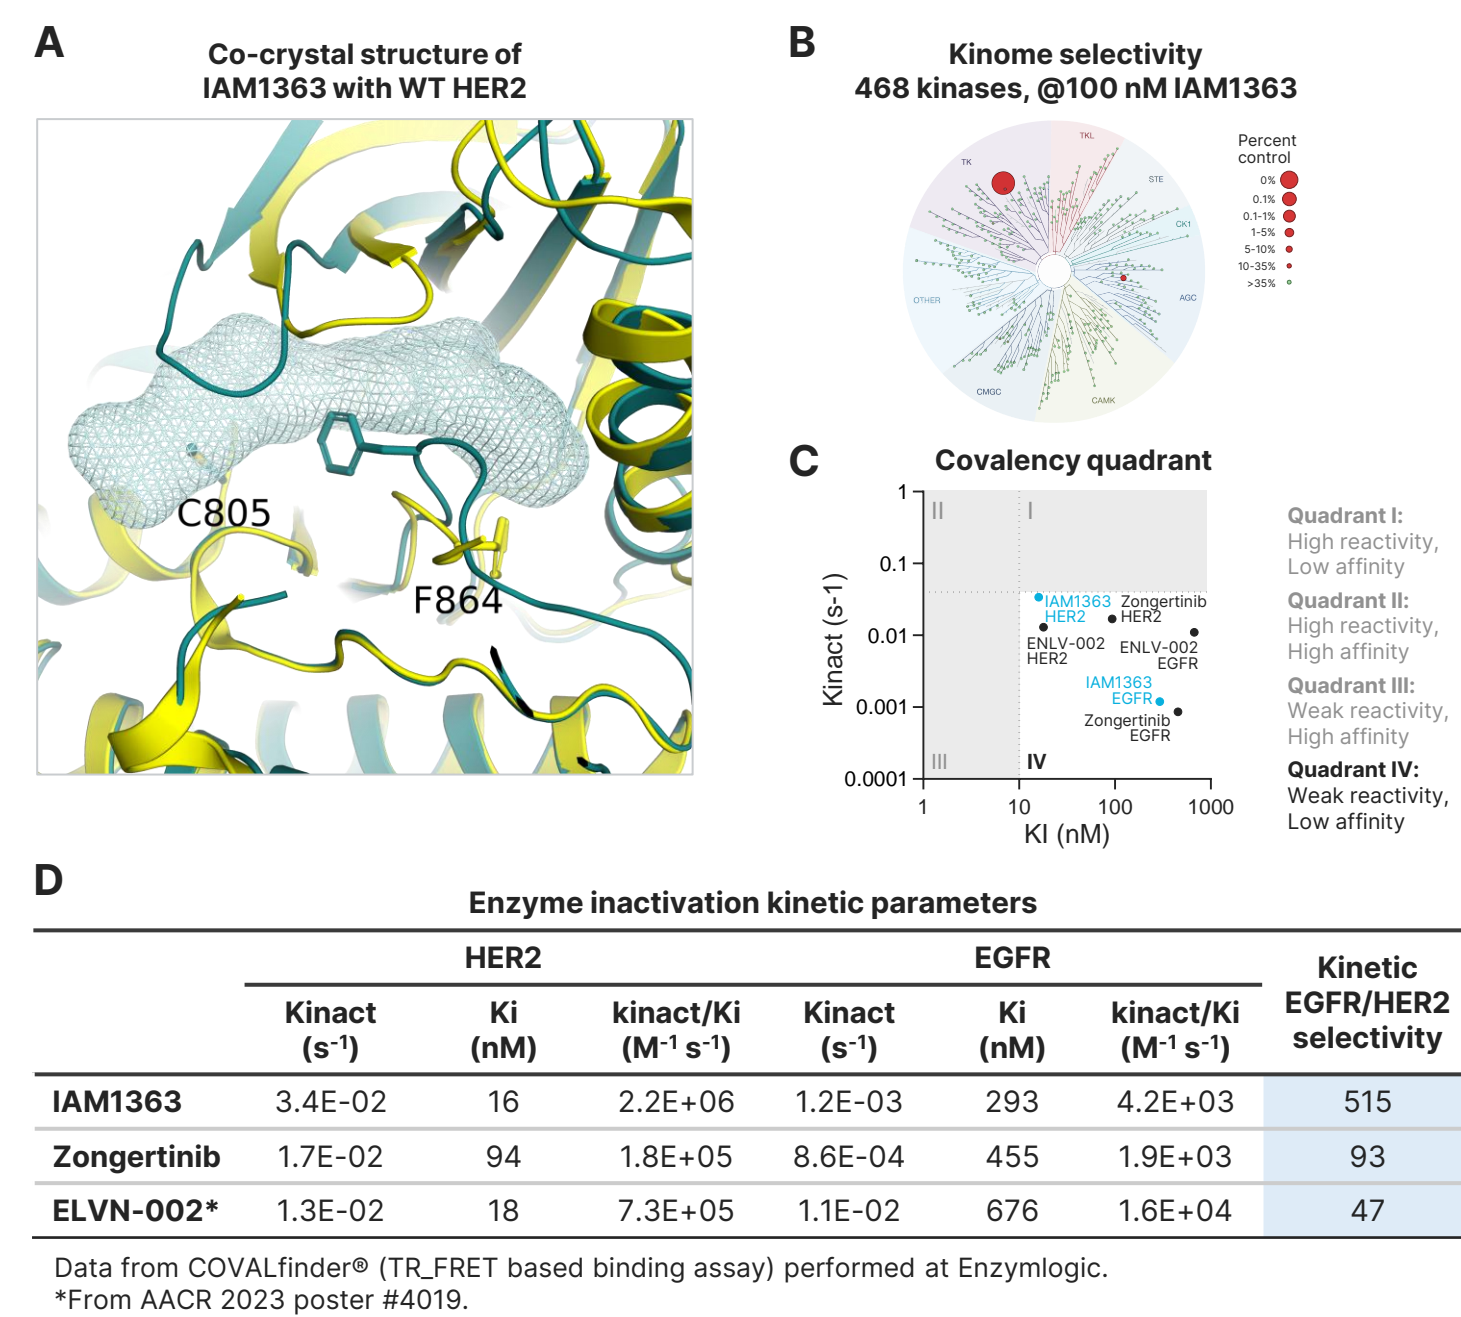 A
Co-crystal structure of
IAM1363 with WT HER2
C805
F864
B
Kinome selectivity
468 kinases, @100 nM IAM1363
TK
TKL
STE
CK1
AGC
CAMK
CMGC
OTHER
Percent
control
0%
0.1%
0.1-1%
1-5%
5-10%
10-35%
>35%
C
Covalency quadrant
Kinact (s-1)
1
0.1
0.01
0.001
0.0001
II
I
III
IV
IAM1363
HER2
Zongertinib
HER2
ENLV-002
HER2
ENLV-002
EGFR
IAM1363
EGFR
Zongertinib
EGFR
1
10
100
1000
KI (nM)
Quadrant I:
High reactivity,
Low affinity
Quadrant II:
High reactivity,
High affinity
Quadrant III:
Weak reactivity,
High affinity
Quadrant IV:
Weak reactivity,
Low affinity
D
Enzyme inactivation kinetic parameters
HER2 EGFR Kinetic EGFR/HER2 selectivity
Kinact (s-1) Ki (nM) kinact/Ki (M-1 s-1) Kinact (s-1) Ki (nM) kinact/Ki (M-1 s-1)
IAM1363 3.4E-02 16 2.2E+06 1.2E-03 293 4.2E+03 515
Zongertinib 1.7E-02 94 1.8E+05 8.6E-04 455 1.9E+03 93
ELVN-002* 1.3E-02 18 7.3E+05 1.1E-02 676 1.6E+04 47
Data from COVALfinder® (TR_FRET based binding assay) performed at Enzymlogic.
*From AACR 2023 poster #4019.